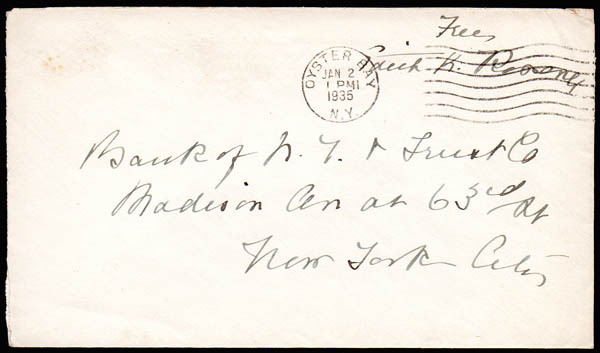 Free
Edith K. Roosevelt
OYSTER BAY
JAN 2
1 PM
1935
N.Y.
Bank of N. Y. & Trust Co
Madison Av at 63rd St
New York City